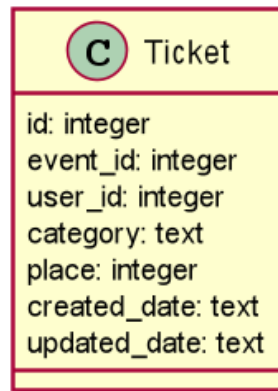 C Ticket
id: integer
event_id: integer
user_id: integer
category: text
place: integer
created_date: text
updated_date: text